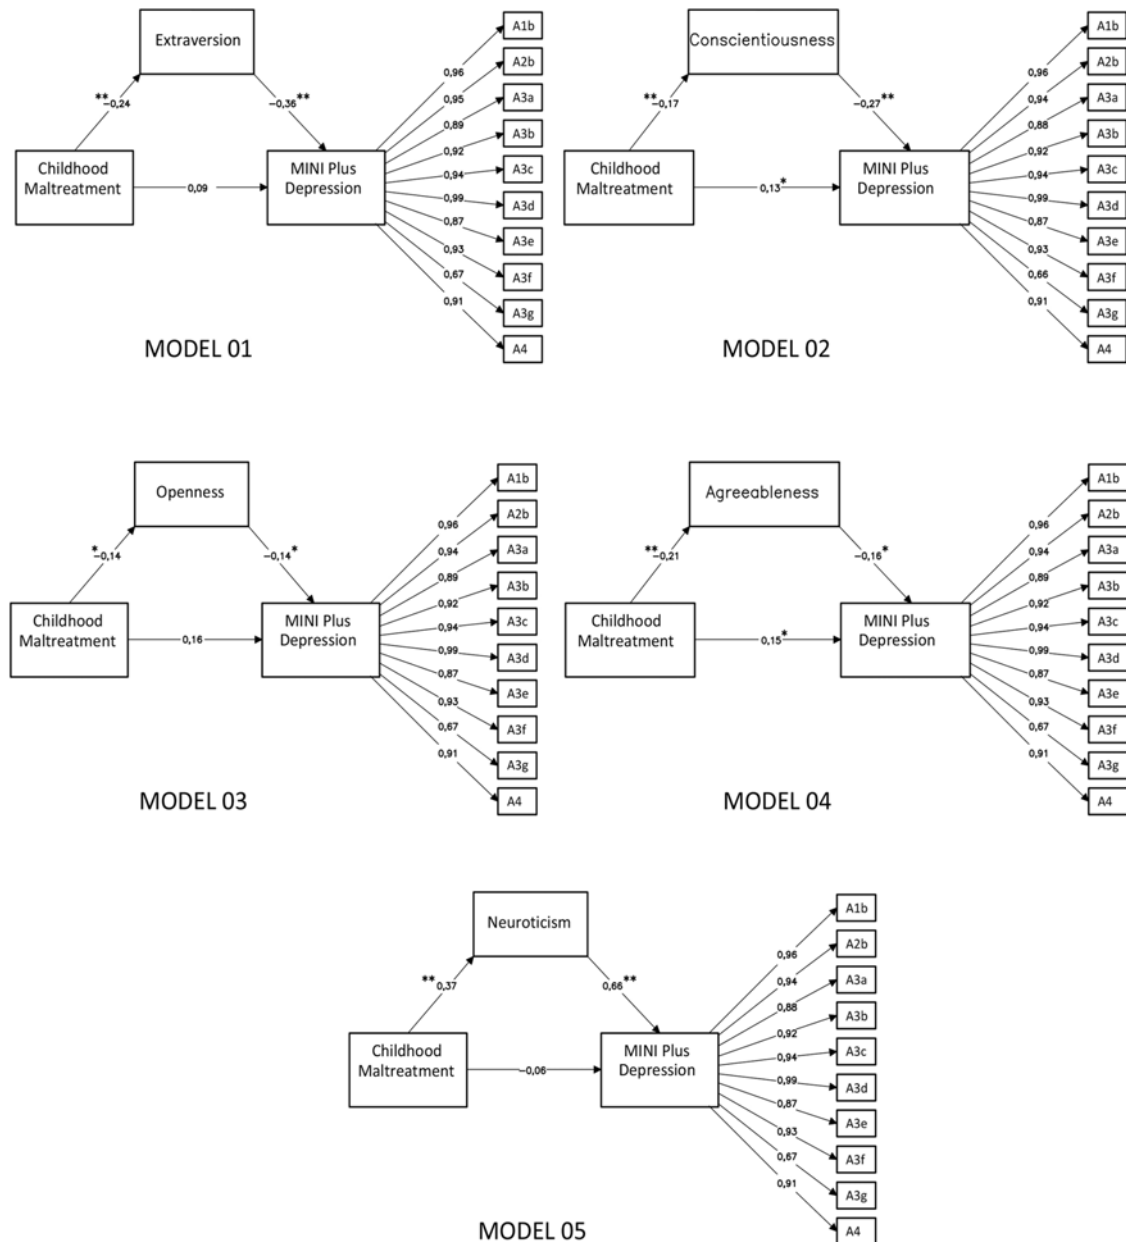 Extraversion
**-0,24
-0,36**
Childhood
Maltreatment
0,09
MINI Plus
Depression
0,96
0,95
0,89
0,92
0,94
0,99
0,87
0,93
0,67
0,91
A1b
A2b
A3a
A3b
A3c
A3d
A3e
A3f
A3g
A4
MODEL 01
Conscientiousness
**-0,17
-0,27**
Childhood
Maltreatment
0,13*
MINI Plus
Depression
0,96
0,94
0,88
0,92
0,94
0,99
0,87
0,93
0,66
0,91
A1b
A2b
A3a
A3b
A3c
A3d
A3e
A3f
A3g
A4
MODEL 02
Openness
*-0,14
-0,14*
Childhood
Maltreatment
0,16
MINI Plus
Depression
0,96
0,94
0,89
0,92
0,94
0,99
0,87
0,93
0,67
0,91
A1b
A2b
A3a
A3b
A3c
A3d
A3e
A3f
A3g
A4
MODEL 03
Agreeableness
**-0,21
-0,16*
Childhood
Maltreatment
0,15*
MINI Plus
Depression
0,96
0,94
0,89
0,92
0,94
0,99
0,87
0,93
0,67
0,91
A1b
A2b
A3a
A3b
A3c
A3d
A3e
A3f
A3g
A4
MODEL 04
Neuroticism
**0,37
0,66**
Childhood
Maltreatment
-0,06
MINI Plus
Depression
0,96
0,94
0,88
0,92
0,94
0,99
0,87
0,93
0,67
0,91
A1b
A2b
A3a
A3b
A3c
A3d
A3e
A3f
A3g
A4
MODEL 05